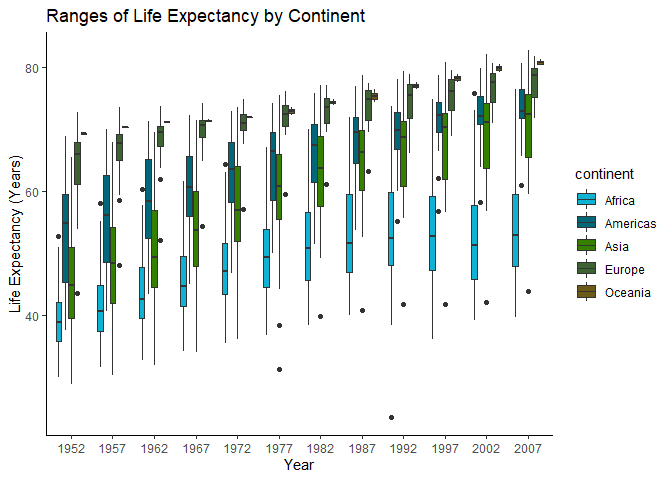 Ranges of Life Expectancy by Continent
Life Expectancy (Years)
80
60
40
1952 1957 1962 1967 1972 1977 1982 1987 1992 1997 2002 2007
Year
continent
Africa
Americas
Asia
Europe
Oceania